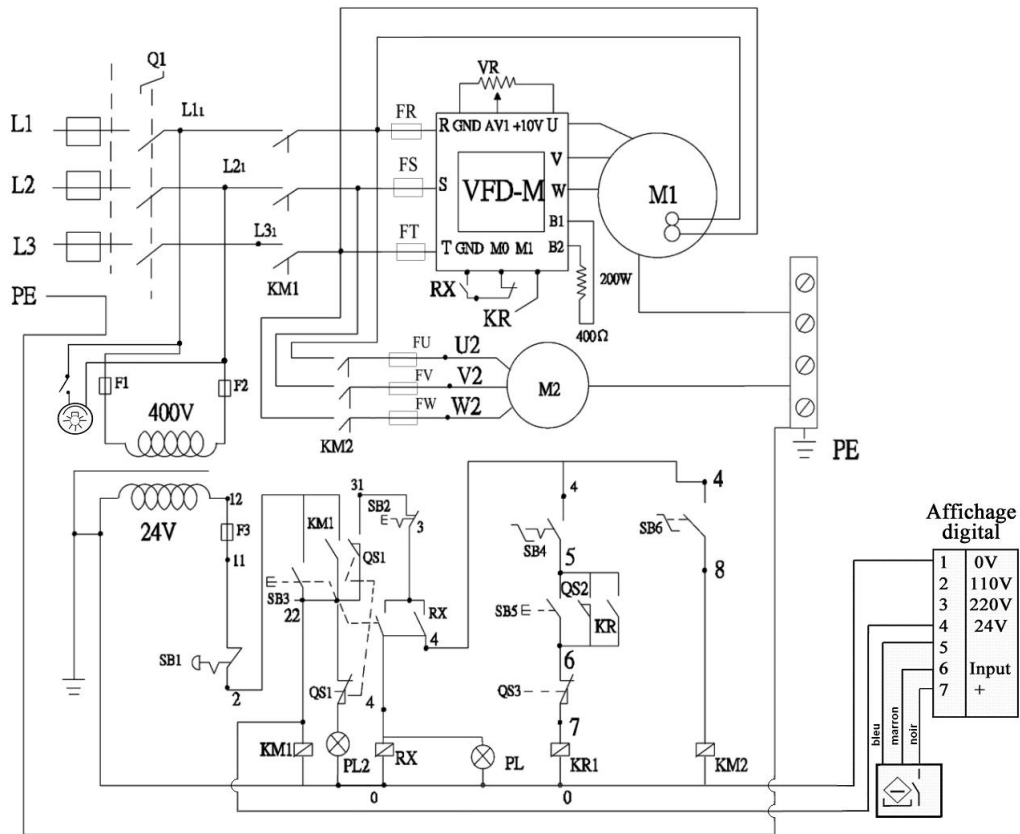 Q1
VR
L1
L1₁
FR
R GND AV1 +10V U
L2
L2₁
FS
S
VFD-M
V
W
M1
L3
L3₁
FT
B1
B2
T GND M0 M1
KM1
RX
KR
200W
400Ω
PE
F1
F2
400V
FU
U2
FV
V2
FW
W2
M2
KM2
PE
24V
12
F3
11
SB1
2
KM1
31
QS1
SB2
3
SB3
22
RX
4
QS1
4
4
SB4
5
QS2
SB5
KR
6
QS3
7
4
SB6
8
KM1
PL2
RX
PL
KR1
KM2
0
0
Affichage
digital
1 0V
2 110V
3 220V
4 24V
5
6 Input
7 +
bleu
marron
noir